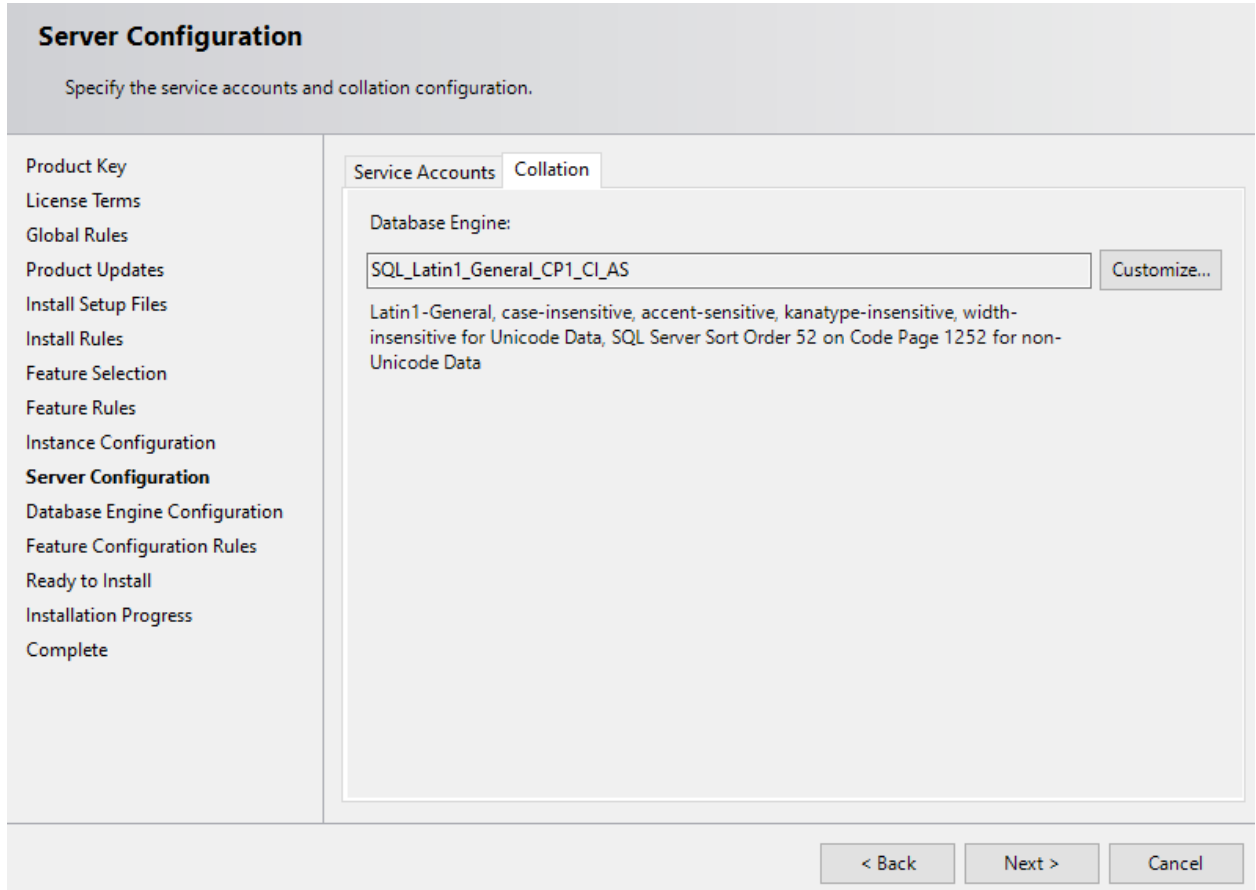 Server Configuration
Specify the service accounts and collation configuration.
Product Key
License Terms
Global Rules
Product Updates
Install Setup Files
Install Rules
Feature Selection
Feature Rules
Instance Configuration
Server Configuration
Database Engine Configuration
Feature Configuration Rules
Ready to Install
Installation Progress
Complete
Service Accounts
Collation
Database Engine:
SQL_Latin1_General_CP1_CI_AS
Customize...
Latin1-General, case-insensitive, accent-sensitive, kanatype-insensitive, width-
insensitive for Unicode Data, SQL Server Sort Order 52 on Code Page 1252 for non-
Unicode Data
< Back
Next >
Cancel